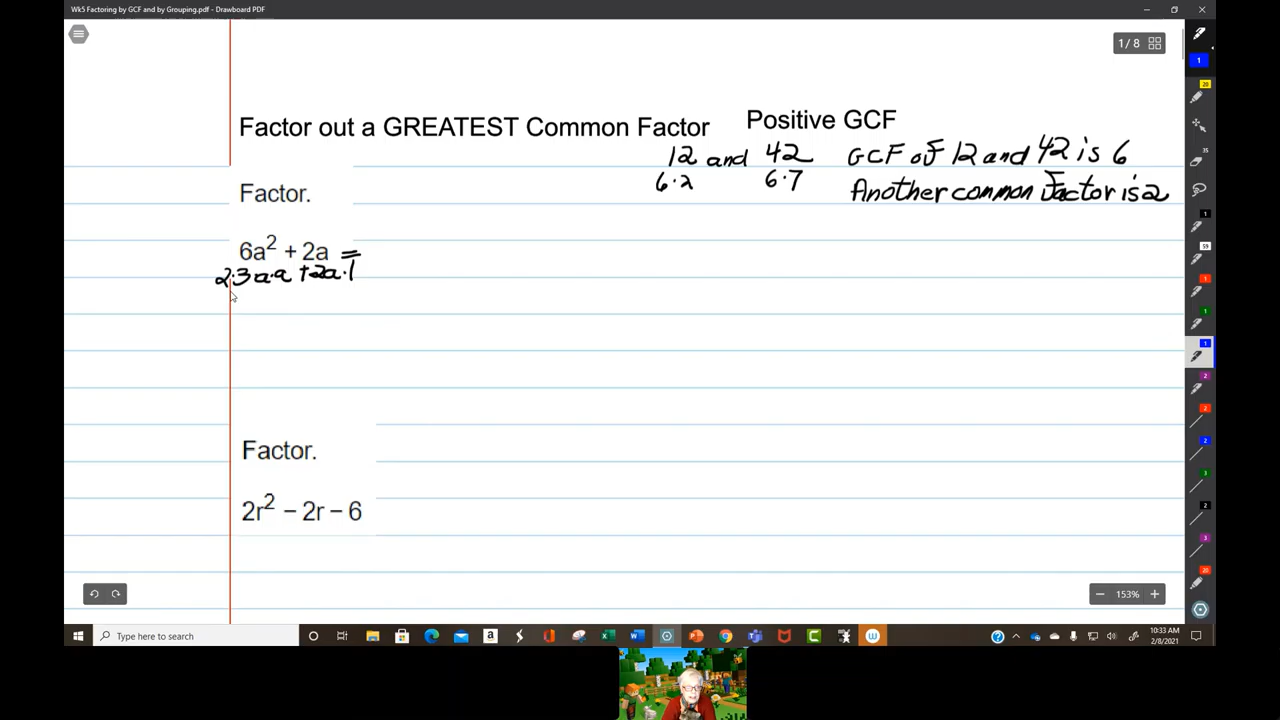 Wk5 Factoring by GCF and by Grouping.pdf - Drawboard PDF
1 / 8
Factor out a GREATEST Common Factor
Positive GCF
12 and 42 GCF of 12 and 42 is 6
6·2 6·7 Another common Factor is 2
Factor.
6a² + 2a =
2·3a·a + 2a·1
Factor.
2r² − 2r − 6
153%
Type here to search
10:33 AM
2/8/2021